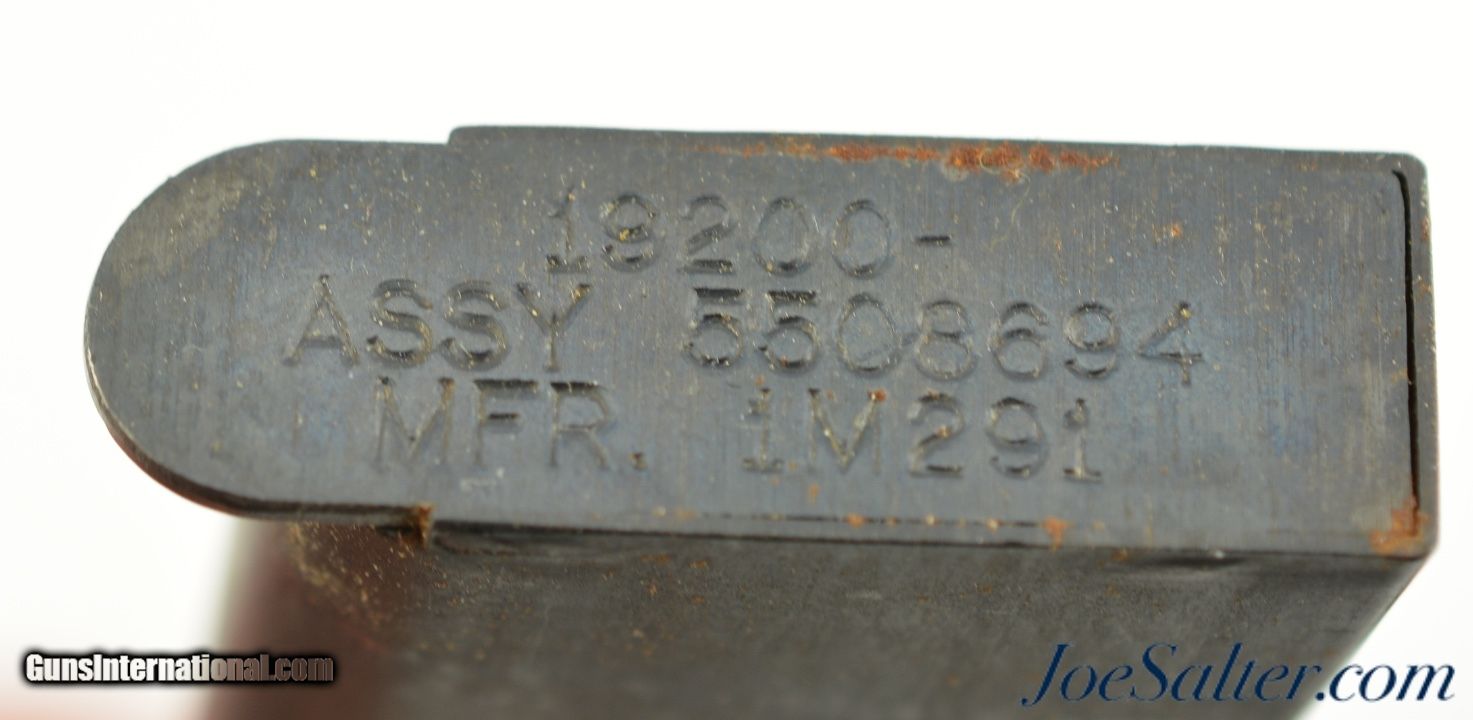 19200-
ASSY 5508694
MFR. 1M291
GunsInternational.com
JoeSalter.com